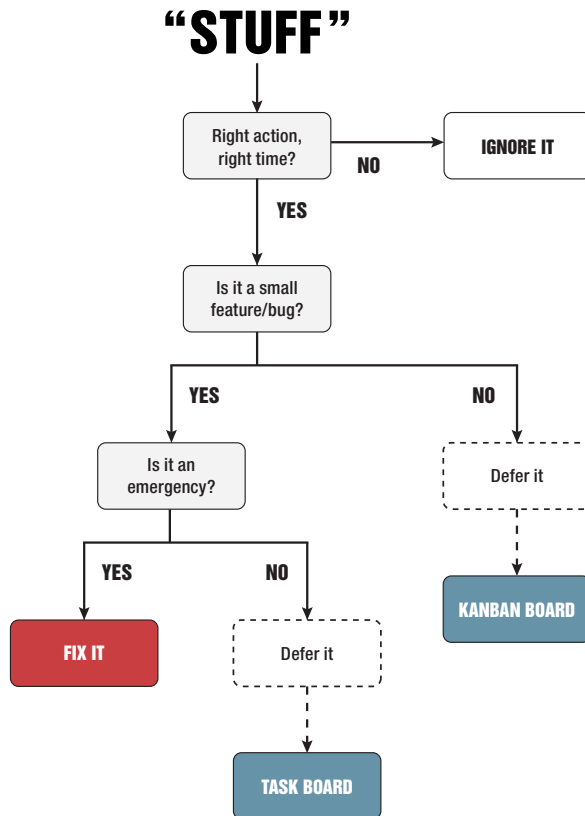 “STUFF”
Right action,
right time?
NO
IGNORE IT
YES
Is it a small
feature/bug?
YES
NO
Is it an
emergency?
Defer it
YES
NO
KANBAN BOARD
FIX IT
Defer it
TASK BOARD